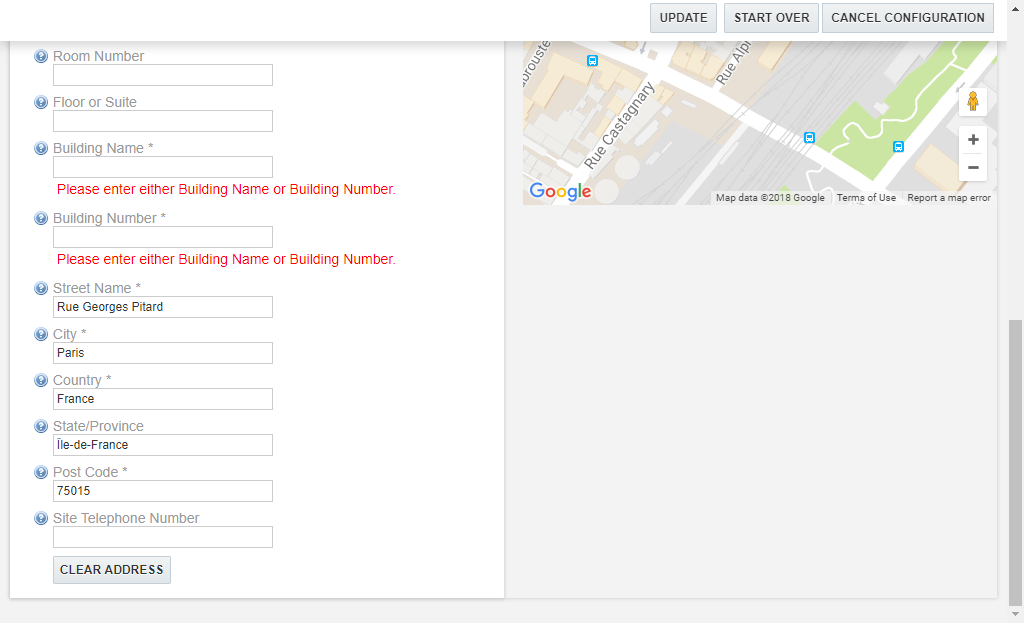 UPDATE START OVER CANCEL CONFIGURATION
Room Number
Floor or Suite
Building Name *
Please enter either Building Name or Building Number.
Building Number *
Please enter either Building Name or Building Number.
Street Name *
Rue Georges Pitard
City *
Paris
Country *
France
State/Province
Île-de-France
Post Code *
75015
Site Telephone Number
CLEAR ADDRESS
Rue Castagnary
Google
Map data ©2018 Google Terms of Use Report a map error